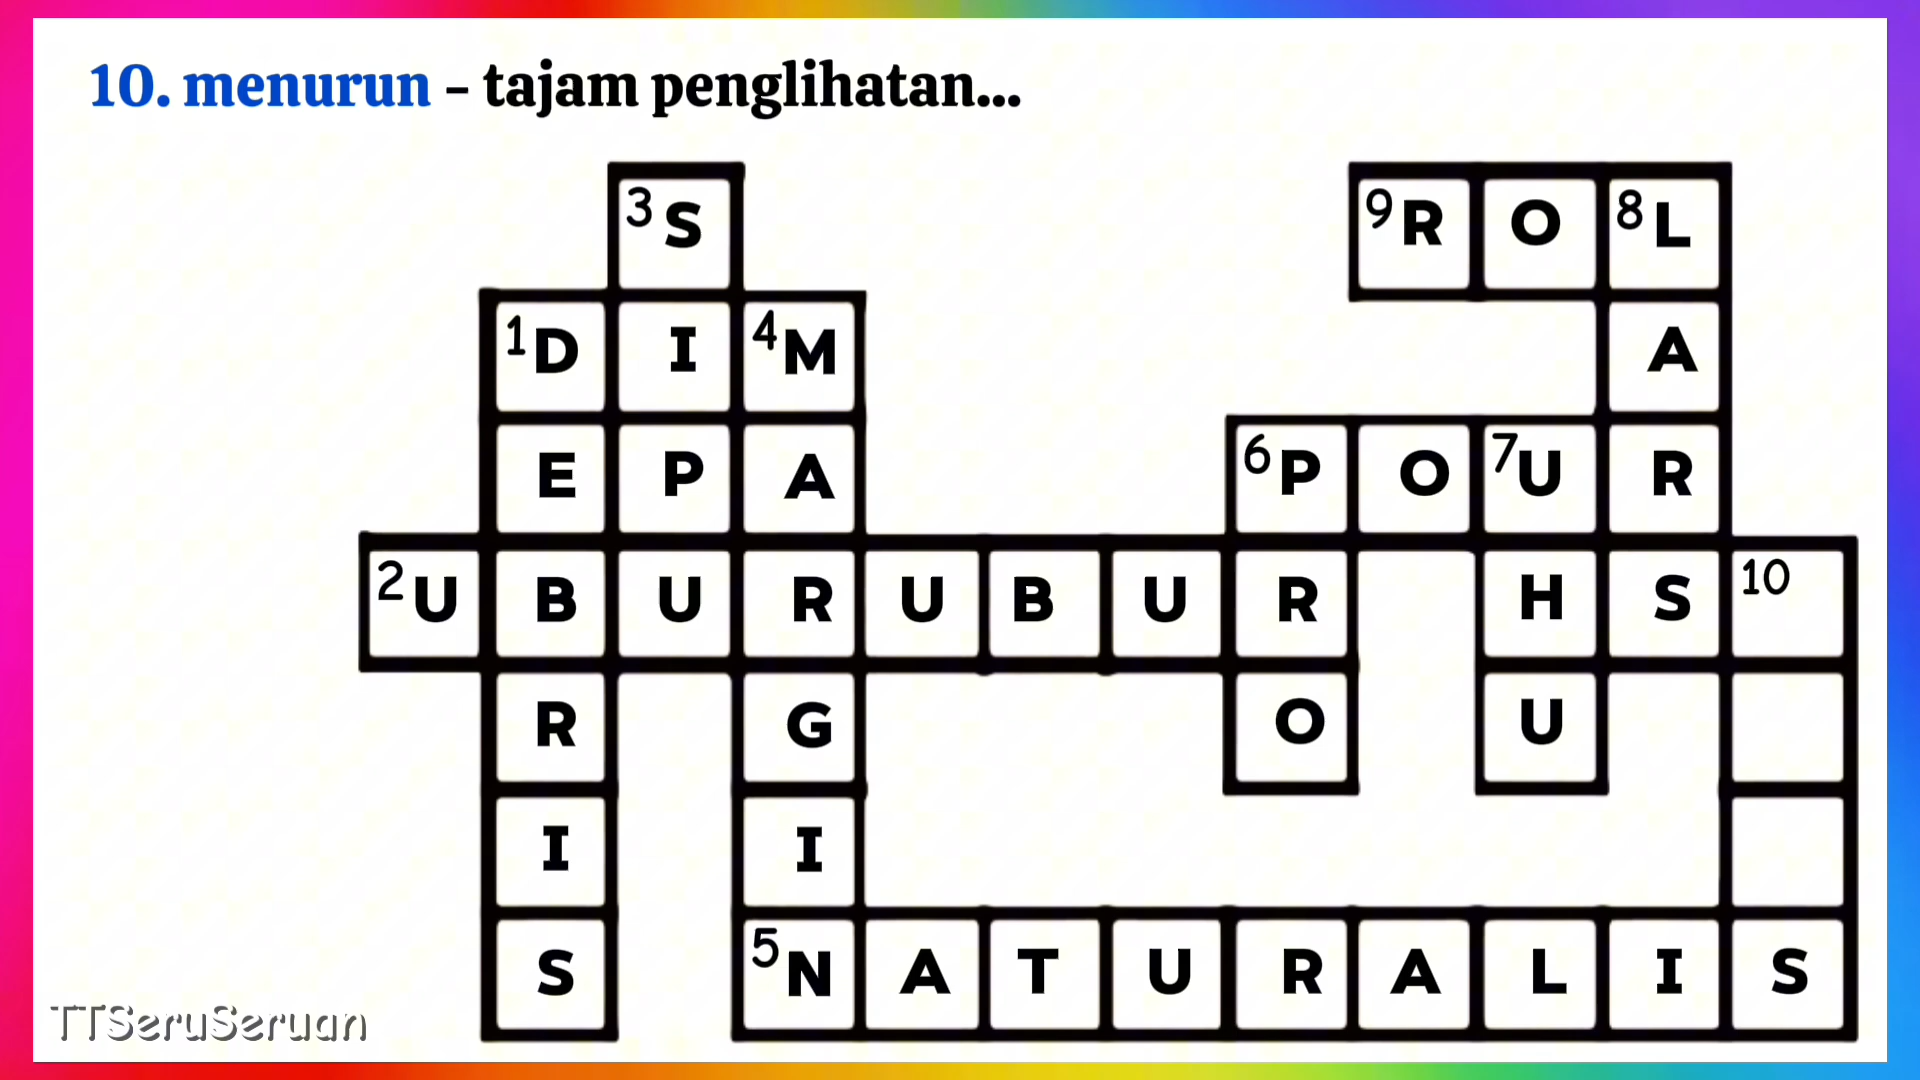 10. menurun – tajam penglihatan...
3 S 9 R O 8 L
1 D I 4 M A
E P A 6 P O 7 U R
2 U B U R U B U R H S 10
R G O U
I I
S 5 N A T U R A L I S
TTSeruSeruan